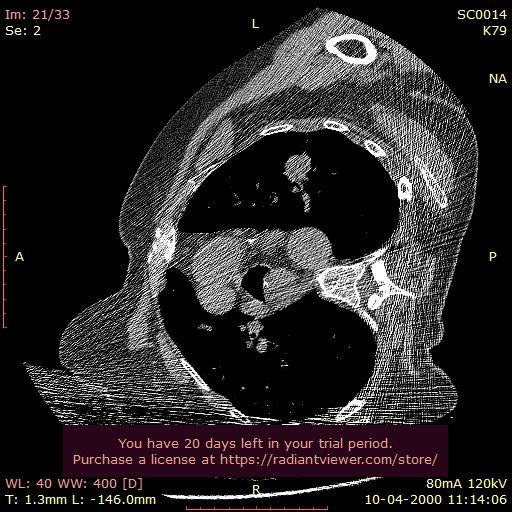 Im: 21/33
Se: 2
L
SC0014
K79
NA
A
P
You have 20 days left in your trial period.
Purchase a license at https://radiantviewer.com/store/
WL: 40 WW: 400 [D]
T: 1.3mm L: -146.0mm
R
80mA 120kV
10-04-2000 11:14:06